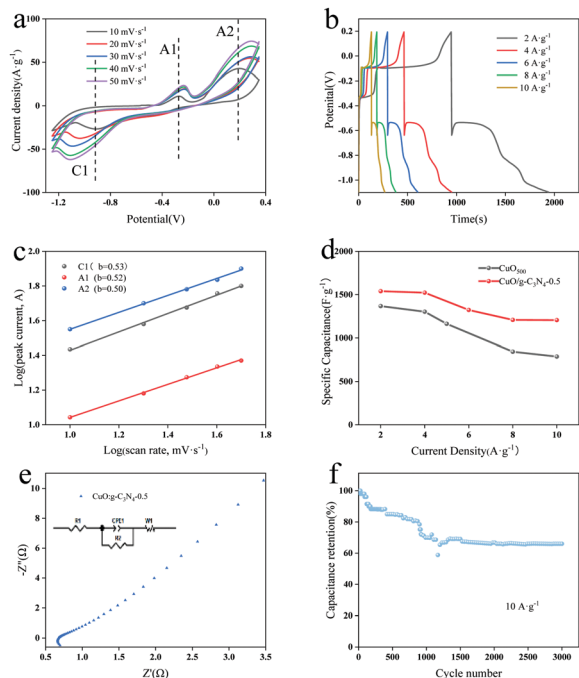 a
10 mV·s⁻¹
20 mV·s⁻¹
30 mV·s⁻¹
40 mV·s⁻¹
50 mV·s⁻¹
A1
A2
C1
Current density(A·g⁻¹)
100
50
0
-50
-100
-1.2
-0.8
-0.4
0.0
0.4
Potential(V)
b
2 A·g⁻¹
4 A·g⁻¹
6 A·g⁻¹
8 A·g⁻¹
10 A·g⁻¹
Potential(V)
0.2
-0.2
-0.6
-1.0
0
500
1000
1500
2000
Time(s)
c
C1( b=0.53)
A1 (b=0.52)
A2 (b=0.50)
Log(peak current, A)
2.0
1.8
1.6
1.4
1.2
1.0
1.0
1.2
1.4
1.6
1.8
Log(scan rate, mV·s⁻¹)
d
CuO₅₀₀
CuO/g-C₃N₄-0.5
Specific Capacitance(F·g⁻¹)
2000
1500
1000
500
0
2
4
6
8
10
Current Density(A·g⁻¹)
e
CuO:g-C₃N₄-0.5
R1
CPE1
W1
R2
-Z''(Ω)
10
8
6
4
2
0
0.5
1.0
1.5
2.0
2.5
3.0
3.5
Z'(Ω)
f
10 A·g⁻¹
Capacitance retention(%)
100
80
60
40
20
0
0
500
1000
1500
2000
2500
3000
Cycle number